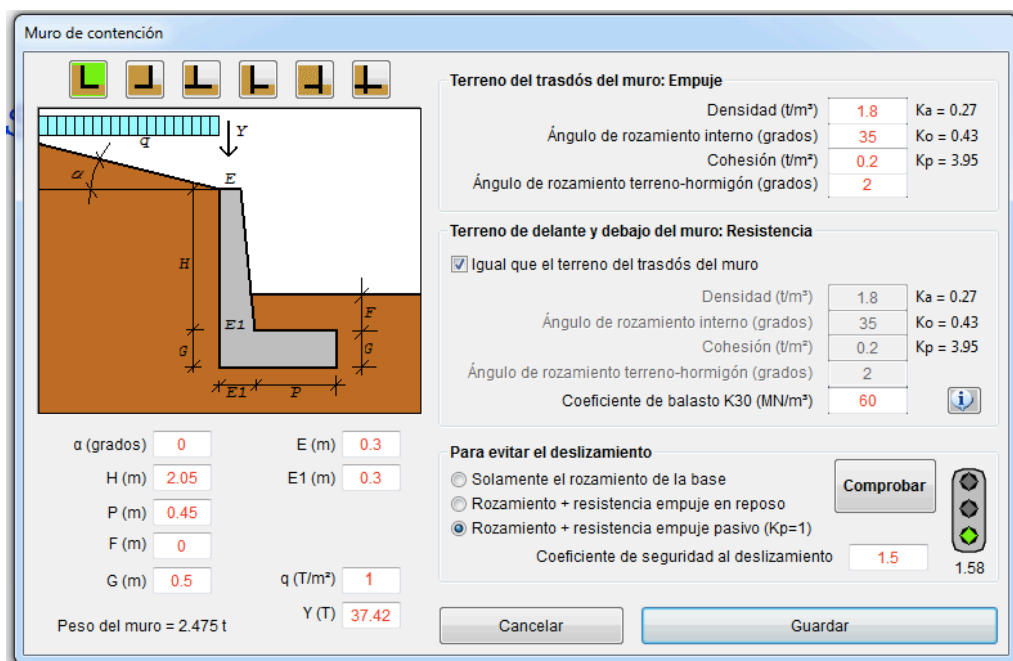 Muro de contención
q
Y
α
E
H
E1
F
G
G
E1
P
α (grados) 0
E (m) 0.3
H (m) 2.05
E1 (m) 0.3
P (m) 0.45
F (m) 0
G (m) 0.5
q (T/m²) 1
Y (T) 37.42
Peso del muro = 2.475 t
Terreno del trasdós del muro: Empuje
Densidad (t/m³) 1.8 Ka = 0.27
Ángulo de rozamiento interno (grados) 35 Ko = 0.43
Cohesión (t/m²) 0.2 Kp = 3.95
Ángulo de rozamiento terreno-hormigón (grados) 2
Terreno de delante y debajo del muro: Resistencia
Igual que el terreno del trasdós del muro
Densidad (t/m³) 1.8 Ka = 0.27
Ángulo de rozamiento interno (grados) 35 Ko = 0.43
Cohesión (t/m²) 0.2 Kp = 3.95
Ángulo de rozamiento terreno-hormigón (grados) 2
Coeficiente de balasto K30 (MN/m³) 60
Para evitar el deslizamiento
Solamente el rozamiento de la base
Rozamiento + resistencia empuje en reposo
Rozamiento + resistencia empuje pasivo (Kp=1)
Comprobar
Coeficiente de seguridad al deslizamiento 1.5
1.58
Cancelar
Guardar